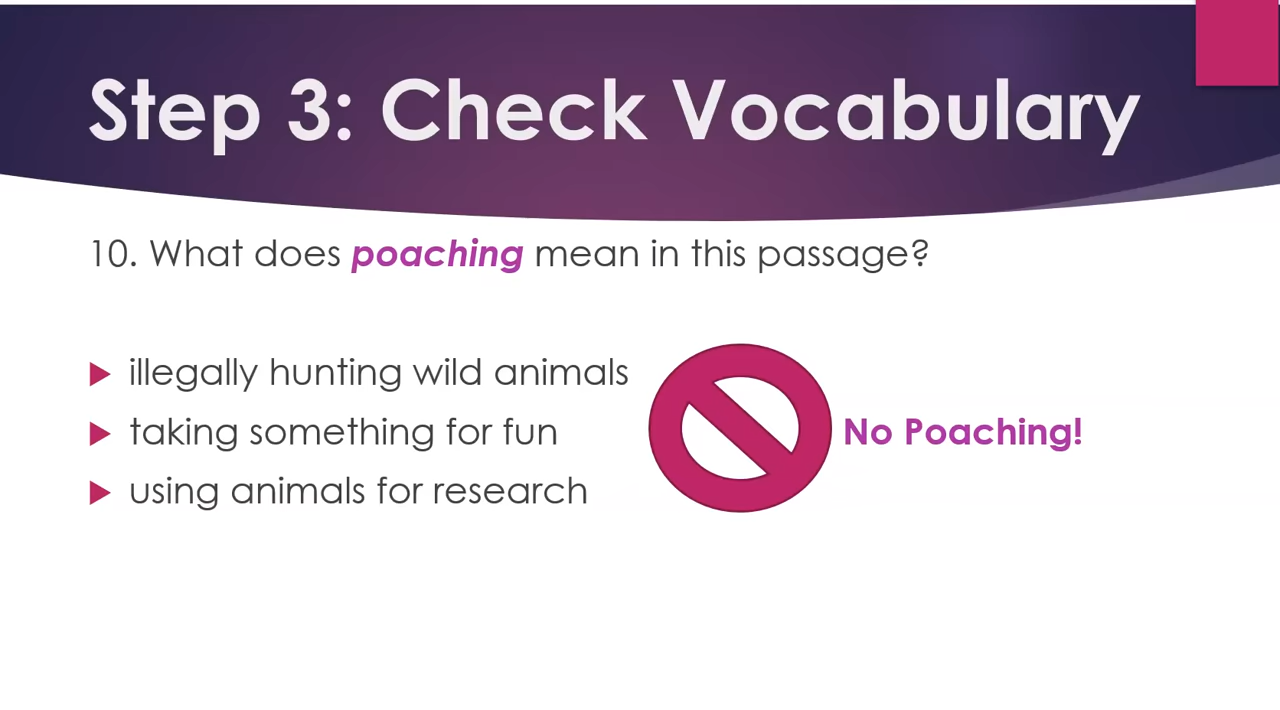 Step 3: Check Vocabulary
10. What does poaching mean in this passage?
illegally hunting wild animals
taking something for fun
using animals for research
No Poaching!